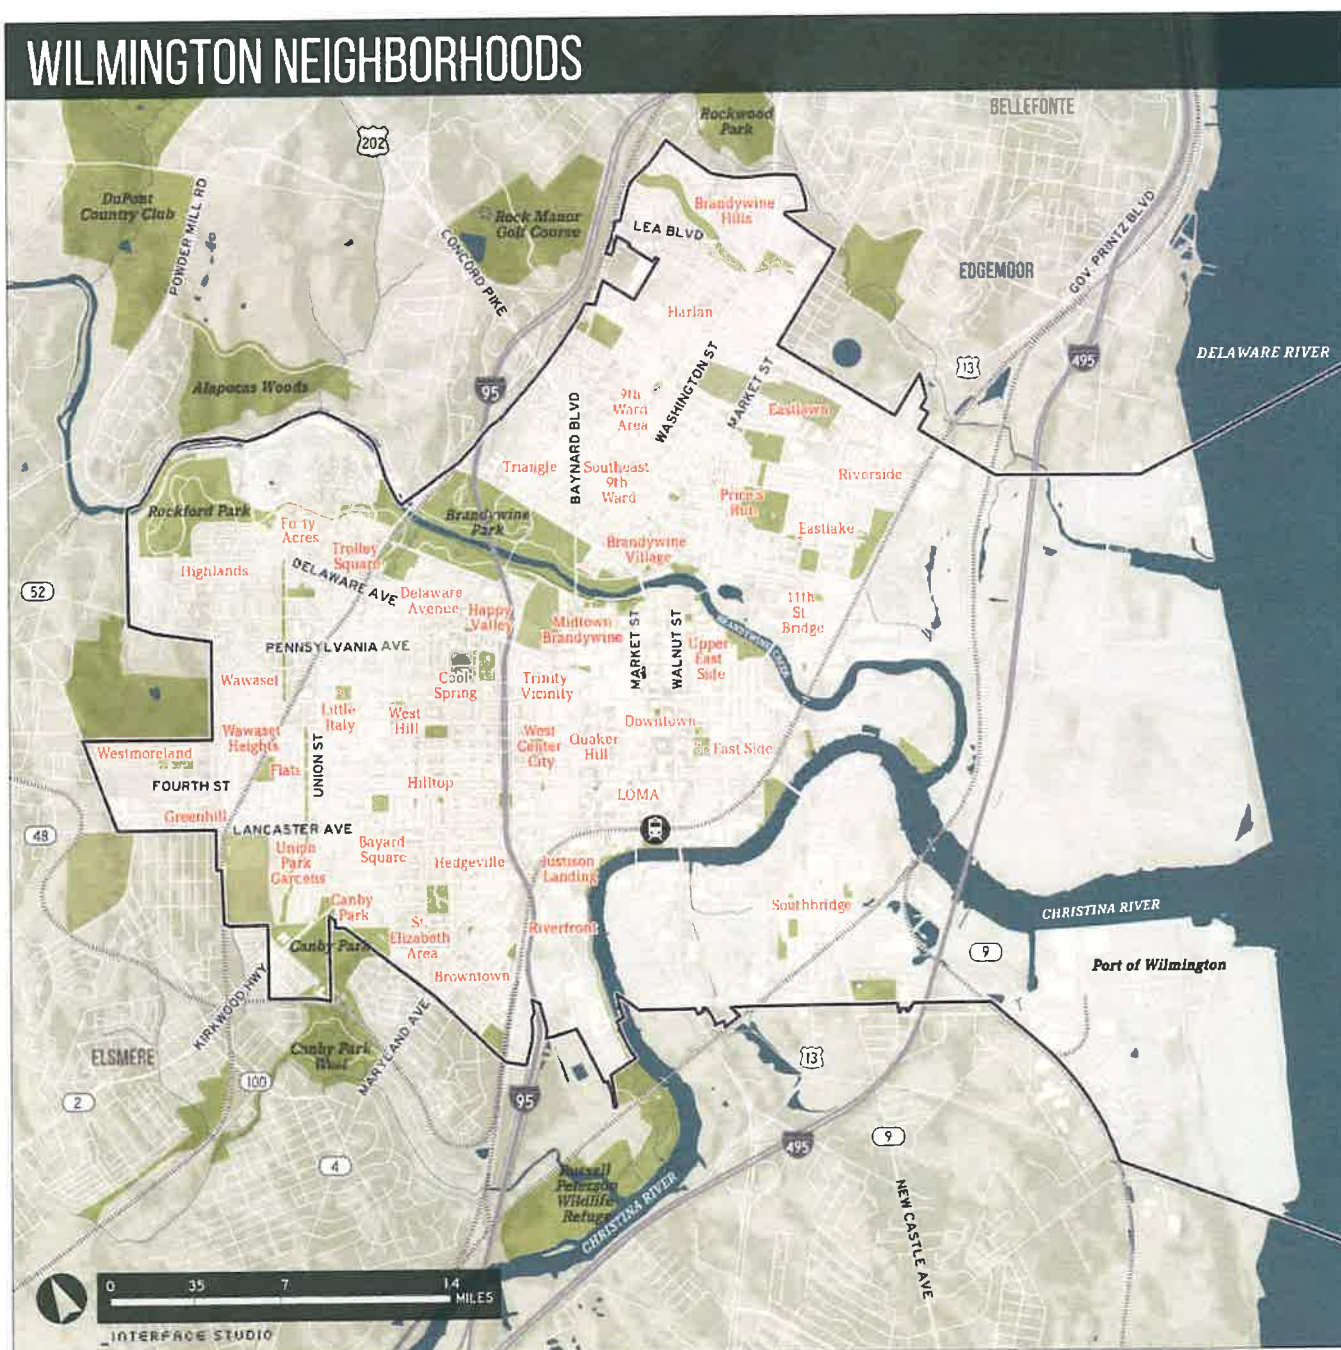 WILMINGTON NEIGHBORHOODS
BELLEFONTE
Rockwood
Park
202
DuPont
Country Club
POWDER MILL RD
Rock Manor
Golf Course
CONCORD PIKE
Brandywine
Hills
LEA BLVD
EDGEMOOR
GOV. PRINTZ BLVD
Harlan
DELAWARE RIVER
13
495
Alapocas Woods
95
BAYNARD BLVD
9th
Ward
Area
WASHINGTON ST
MARKET ST
Eastlawn
Triangle
Southeast
9th
Ward
Riverside
Price's
Run
Rockford Park
Brandywine
Park
Forty
Acres
Trolley
Square
Eastlake
Brandywine
Village
Highlands
DELAWARE AVE
52
Delaware
Avenue
Happy
Valley
Midtown
Brandywine
MARKET ST
WALNUT ST
BRANDYWINE CREEK
11th
St
Bridge
PENNSYLVANIA AVE
Upper
East
Side
Wawaset
Cool
Spring
Trinity
Vicinity
Little
Italy
West
Hill
Downtown
Wawaset
Heights
West
Center
City
Quaker
Hill
East Side
Westmoreland
Flats
UNION ST
FOURTH ST
Hilltop
LOMA
Greenhill
LANCASTER AVE
48
Union
Park
Gardens
Bayard
Square
Hedgeville
Justison
Landing
Canby
Park
Southbridge
CHRISTINA RIVER
St.
Elizabeth
Area
Riverfront
Canby Park
9
Port of Wilmington
Browntown
KIRKWOOD HWY
MARYLAND AVE
ELSMERE
Canby Park
West
13
100
2
95
495
9
4
Russell
Peterson
Wildlife
Refuge
CHRISTINA RIVER
NEW CASTLE AVE
0 35 7 1.4
MILES
_INTERFACE STUDIO